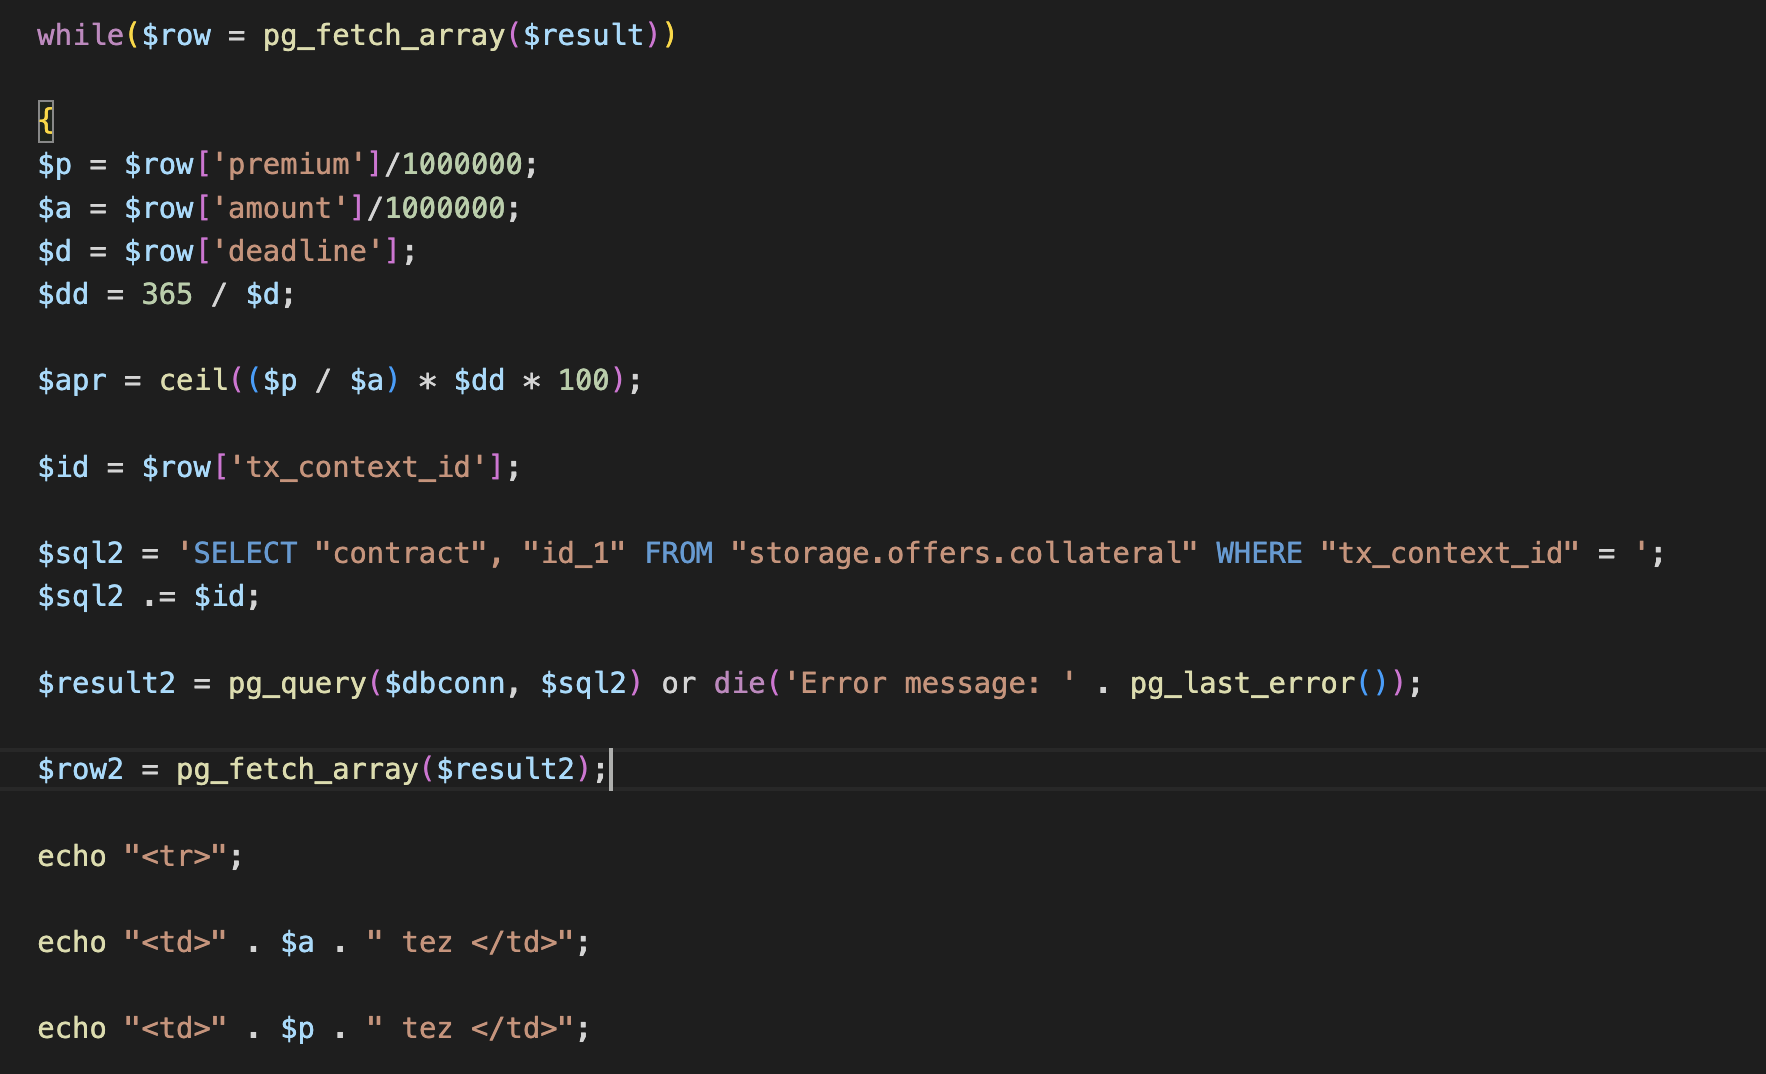 while($row = pg_fetch_array($result))
{
$p = $row['premium']/1000000;
$a = $row['amount']/1000000;
$d = $row['deadline'];
$dd = 365 / $d;
$apr = ceil(($p / $a) * $dd * 100);
$id = $row['tx_context_id'];
$sql2 = 'SELECT "contract", "id_1" FROM "storage.offers.collateral" WHERE "tx_context_id" = ';
$sql2 .= $id;
$result2 = pg_query($dbconn, $sql2) or die('Error message: ' . pg_last_error());
$row2 = pg_fetch_array($result2);
echo "<tr>";
echo "<td>" . $a . " tez </td>";
echo "<td>" . $p . " tez </td>";